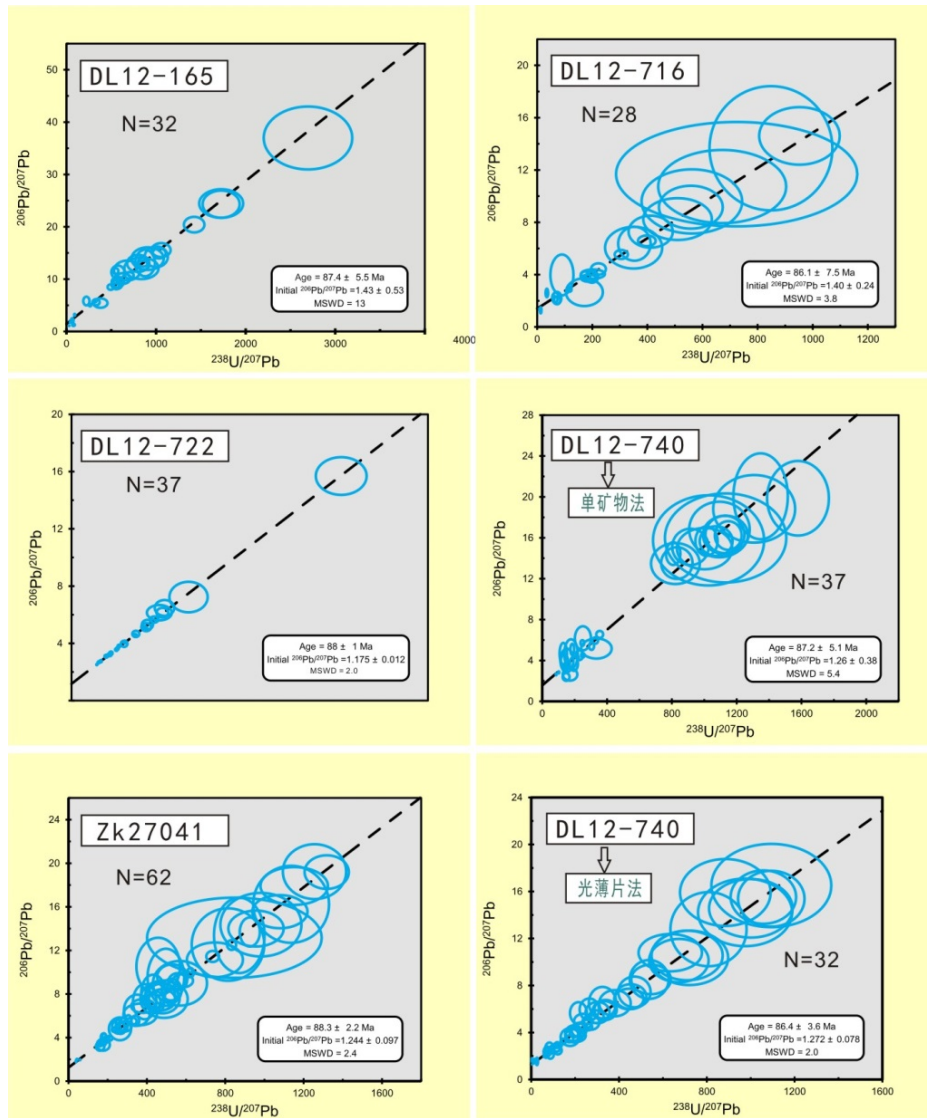 DL12-165
N=32
50
40
30
20
10
0
0
1000
2000
3000
4000
²⁰⁶Pb/²⁰⁷Pb
²³⁸U/²⁰⁷Pb
Age = 87.4 ± 5.5 Ma
Initial ²⁰⁶Pb/²⁰⁷Pb =1.43 ± 0.53
MSWD = 13
DL12-716
N=28
20
16
12
8
4
0
0
200
400
600
800
1000
1200
²⁰⁶Pb/²⁰⁷Pb
²³⁸U/²⁰⁷Pb
Age = 86.1 ± 7.5 Ma
Initial ²⁰⁶Pb/²⁰⁷Pb =1.40 ± 0.24
MSWD = 3.8
DL12-722
N=37
20
16
12
8
4
²⁰⁶Pb/²⁰⁷Pb
Age = 88 ± 1 Ma
Initial ²⁰⁶Pb/²⁰⁷Pb =1.175 ± 0.012
MSWD = 2.0
DL12-740
单矿物法
N=37
28
24
20
16
12
8
4
0
0
400
800
1200
1600
2000
²⁰⁶Pb/²⁰⁷Pb
²³⁸U/²⁰⁷Pb
Age = 87.2 ± 5.1 Ma
Initial ²⁰⁶Pb/²⁰⁷Pb =1.26 ± 0.38
MSWD = 5.4
Zk27041
N=62
24
20
16
12
8
4
0
400
800
1200
1600
²⁰⁶Pb/²⁰⁷Pb
²³⁸U/²⁰⁷Pb
Age = 88.3 ± 2.2 Ma
Initial ²⁰⁶Pb/²⁰⁷Pb =1.244 ± 0.097
MSWD = 2.4
DL12-740
光薄片法
N=32
24
20
16
12
8
4
0
0
400
800
1200
1600
²⁰⁶Pb/²⁰⁷Pb
²³⁸U/²⁰⁷Pb
Age = 86.4 ± 3.6 Ma
Initial ²⁰⁶Pb/²⁰⁷Pb =1.272 ± 0.078
MSWD = 2.0